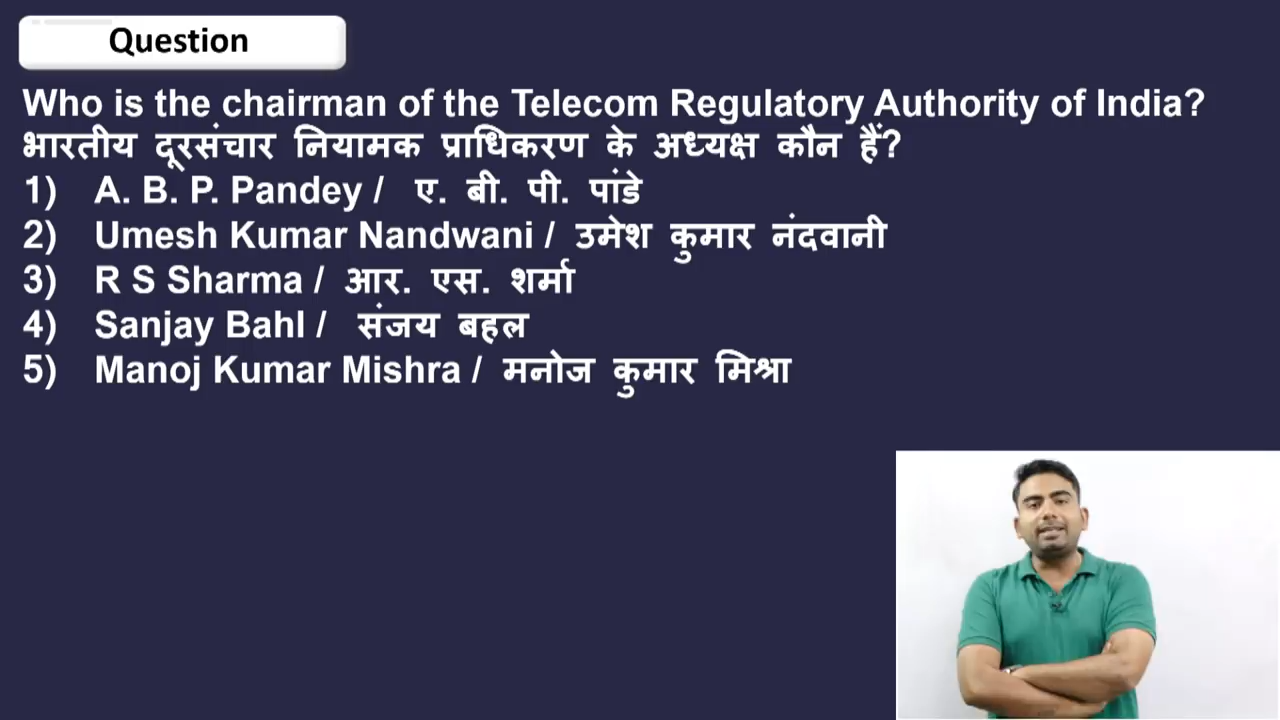 Question
Who is the chairman of the Telecom Regulatory Authority of India?
भारतीय दूरसंचार नियामक प्राधिकरण के अध्यक्ष कौन हैं?
1) A. B. P. Pandey / ए. बी. पी. पांडे
2) Umesh Kumar Nandwani / उमेश कुमार नंदवानी
3) R S Sharma / आर. एस. शर्मा
4) Sanjay Bahl / संजय बहल
5) Manoj Kumar Mishra / मनोज कुमार मिश्रा